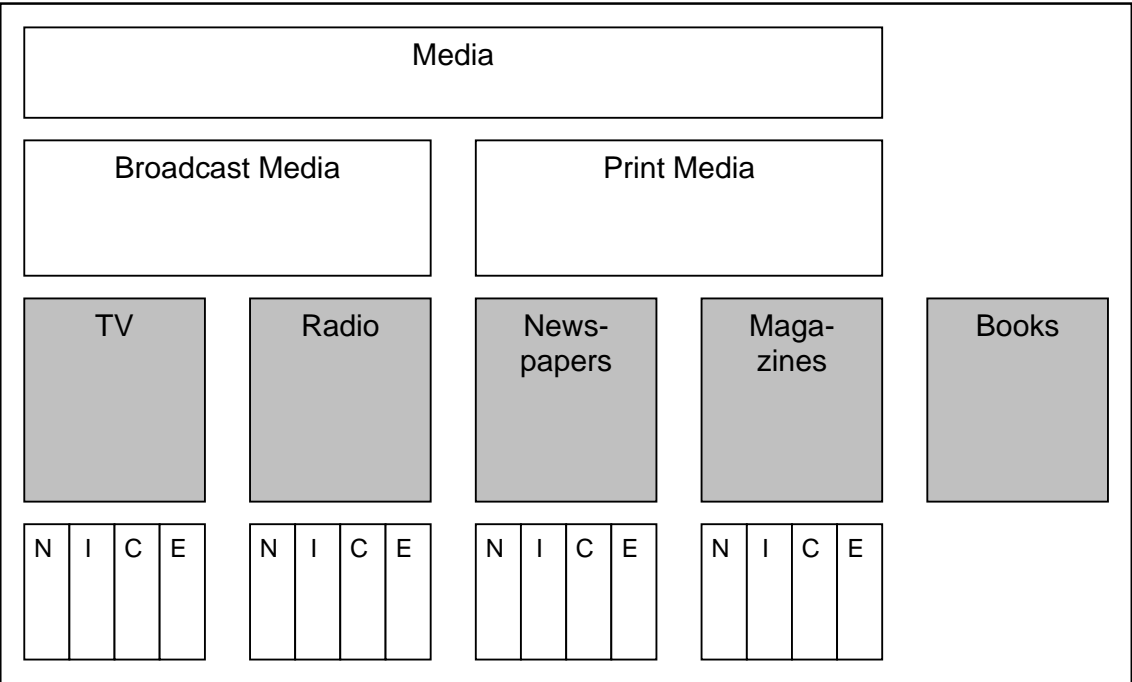 Media
Broadcast Media
Print Media
TV
Radio
News-
papers
Maga-
zines
Books
N I C E
N I C E
N I C E
N I C E